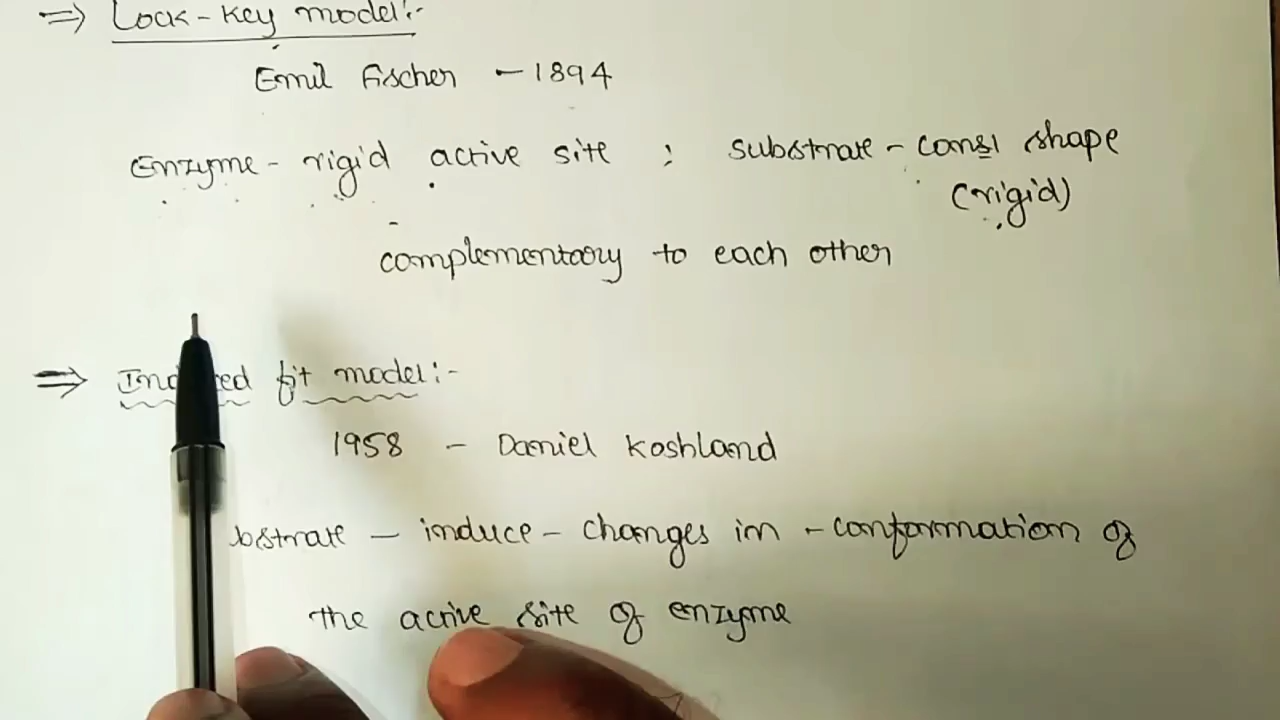 ⇒ Lock-Key model:-
Emil Fischer - 1894
Enzyme - rigid active site ; substrate - const shape
(rigid)
complementary to each other
⇒ fit model:-
1958 - Daniel Koshland
bstrate - induce - changes in - conformation of
the active site of enzyme